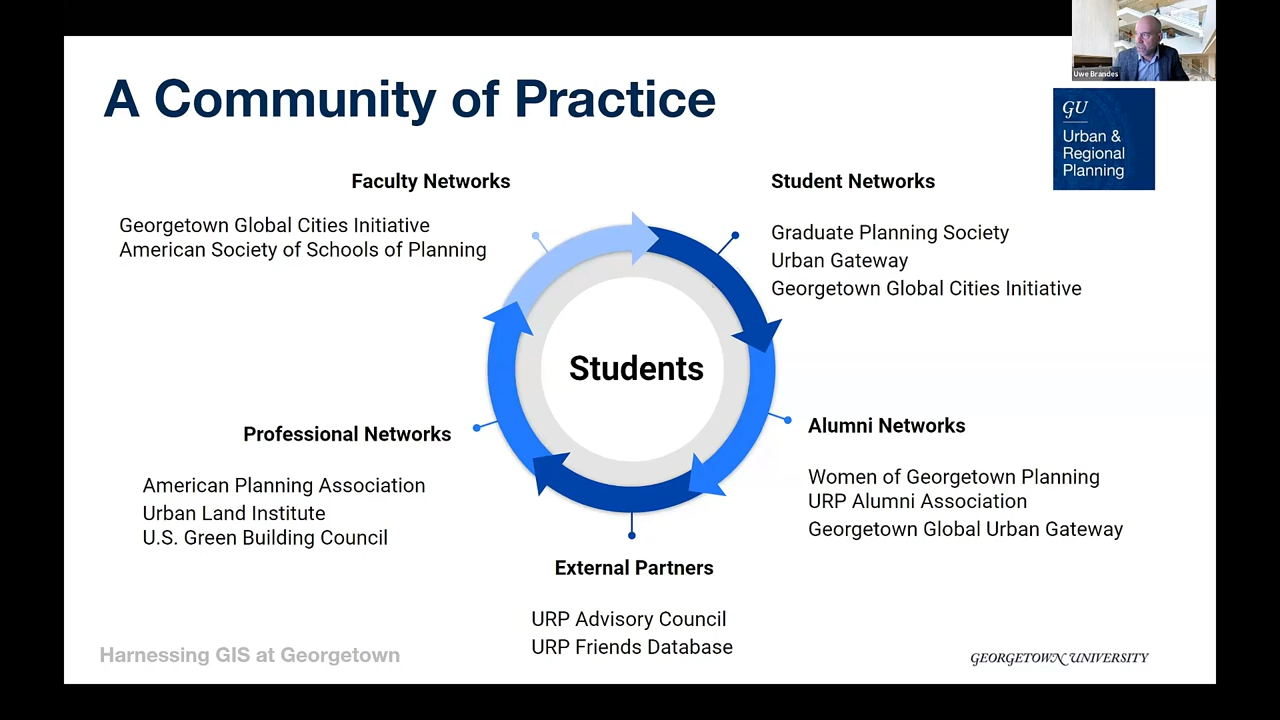 Uwe Brandes
A Community of Practice
GU
Urban &
Regional
Planning
Faculty Networks
Georgetown Global Cities Initiative
American Society of Schools of Planning
Student Networks
Graduate Planning Society
Urban Gateway
Georgetown Global Cities Initiative
Students
Professional Networks
American Planning Association
Urban Land Institute
U.S. Green Building Council
Alumni Networks
Women of Georgetown Planning
URP Alumni Association
Georgetown Global Urban Gateway
External Partners
URP Advisory Council
URP Friends Database
Harnessing GIS at Georgetown
GEORGETOWN UNIVERSITY